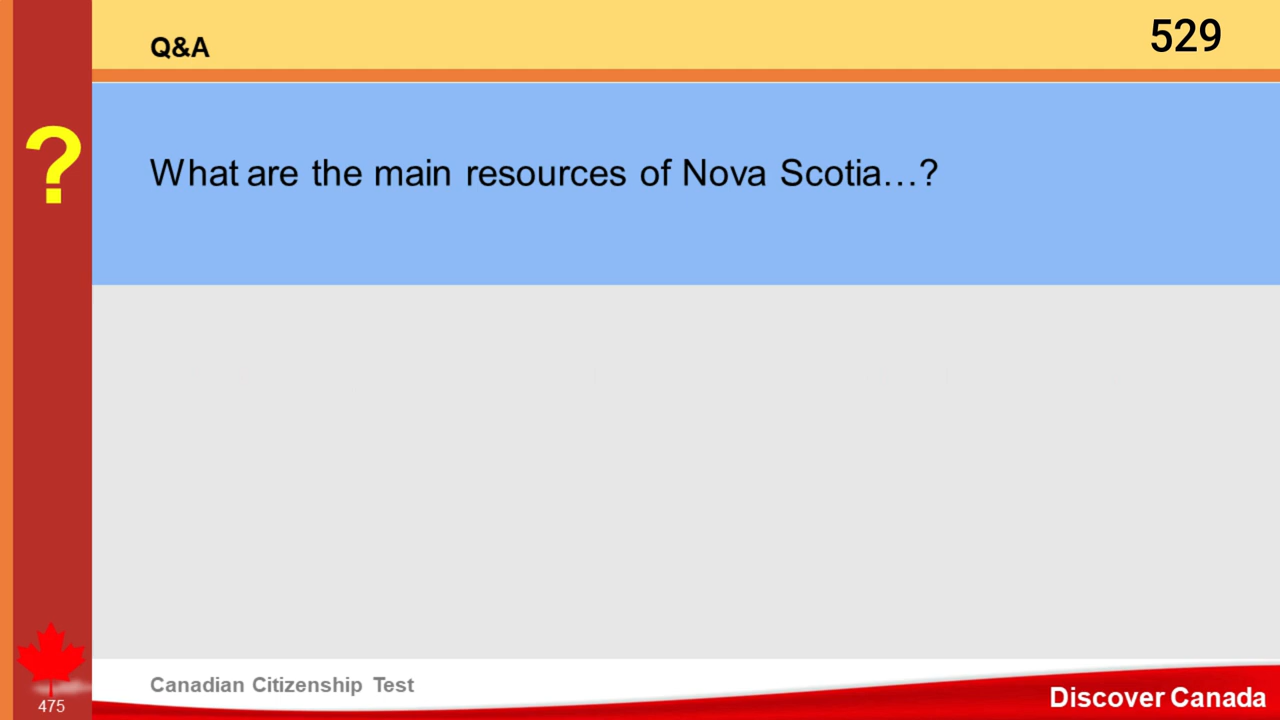 Q&A
529
?
What are the main resources of Nova Scotia…?
Canadian Citizenship Test
475
Discover Canada